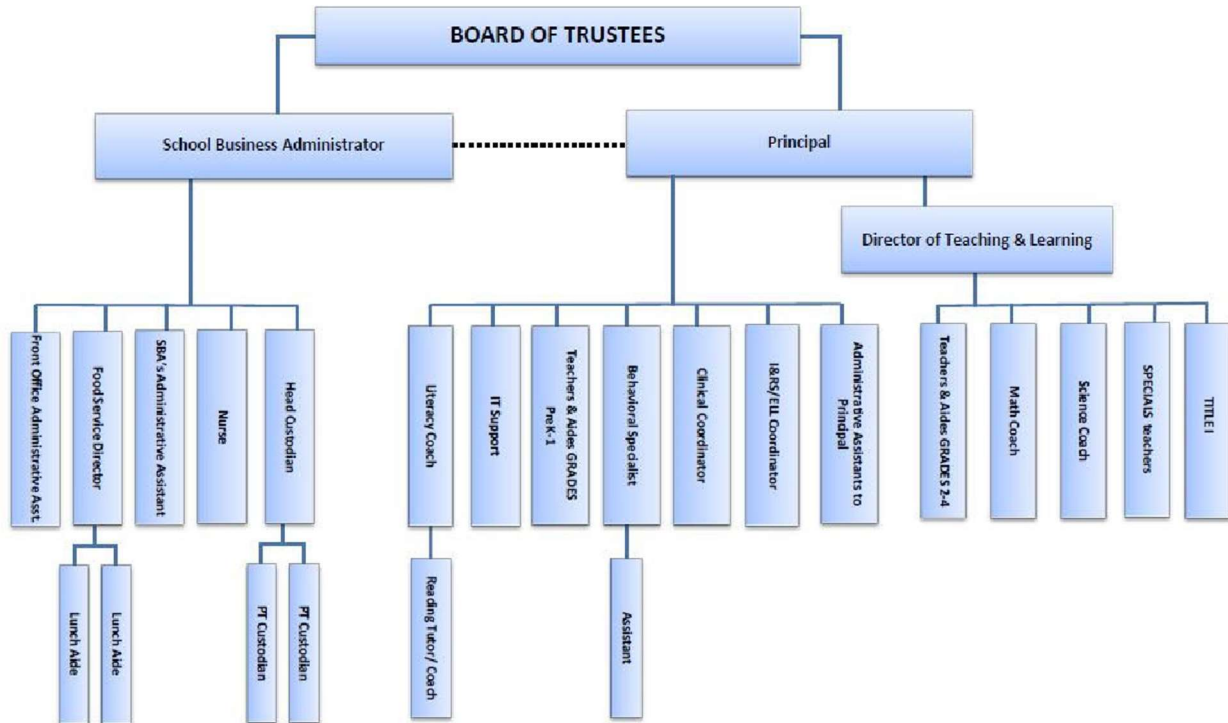 BOARD OF TRUSTEES
School Business Administrator
Principal
Director of Teaching & Learning
Front Office Administrative Asst.
Food Service Director
SBA's Administrative Assistant
Nurse
Head Custodian
Literacy Coach
IT Support
Teachers & Aides GRADES
PreK-1
Behavioral Specialist
Clinical Coordinator
I&RS/ELL Coordinator
Administrative Assistants to
Principal
Teachers & Aides GRADES 2-4
Math Coach
Science Coach
SPECIALS teachers
TITLE I
Lunch Aide
Lunch Aide
PT Custodian
PT Custodian
Reading Tutor/ Coach
Assistant